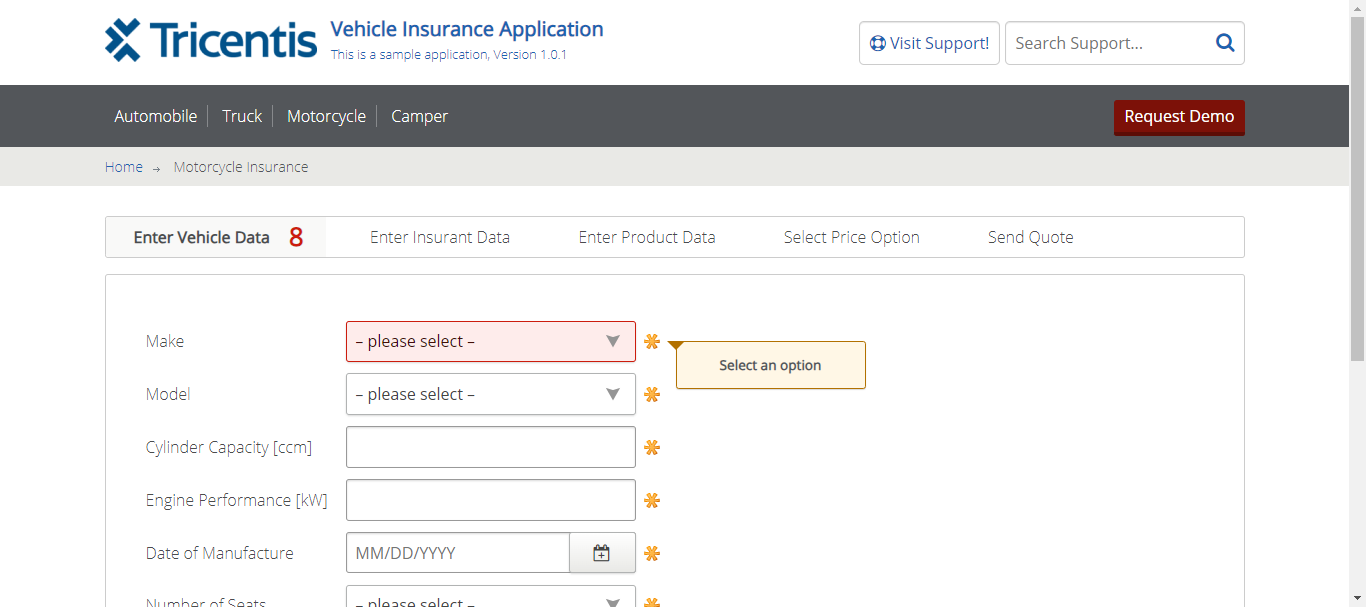 Tricentis
Vehicle Insurance Application
This is a sample application, Version 1.0.1
Visit Support!
Search Support...
Automobile
Truck
Motorcycle
Camper
Request Demo
Home → Motorcycle Insurance
Enter Vehicle Data 8
Enter Insurant Data
Enter Product Data
Select Price Option
Send Quote
Make
– please select –
Select an option
Model
– please select –
Cylinder Capacity [ccm]
Engine Performance [kW]
Date of Manufacture
MM/DD/YYYY
Number of Seats
– please select –